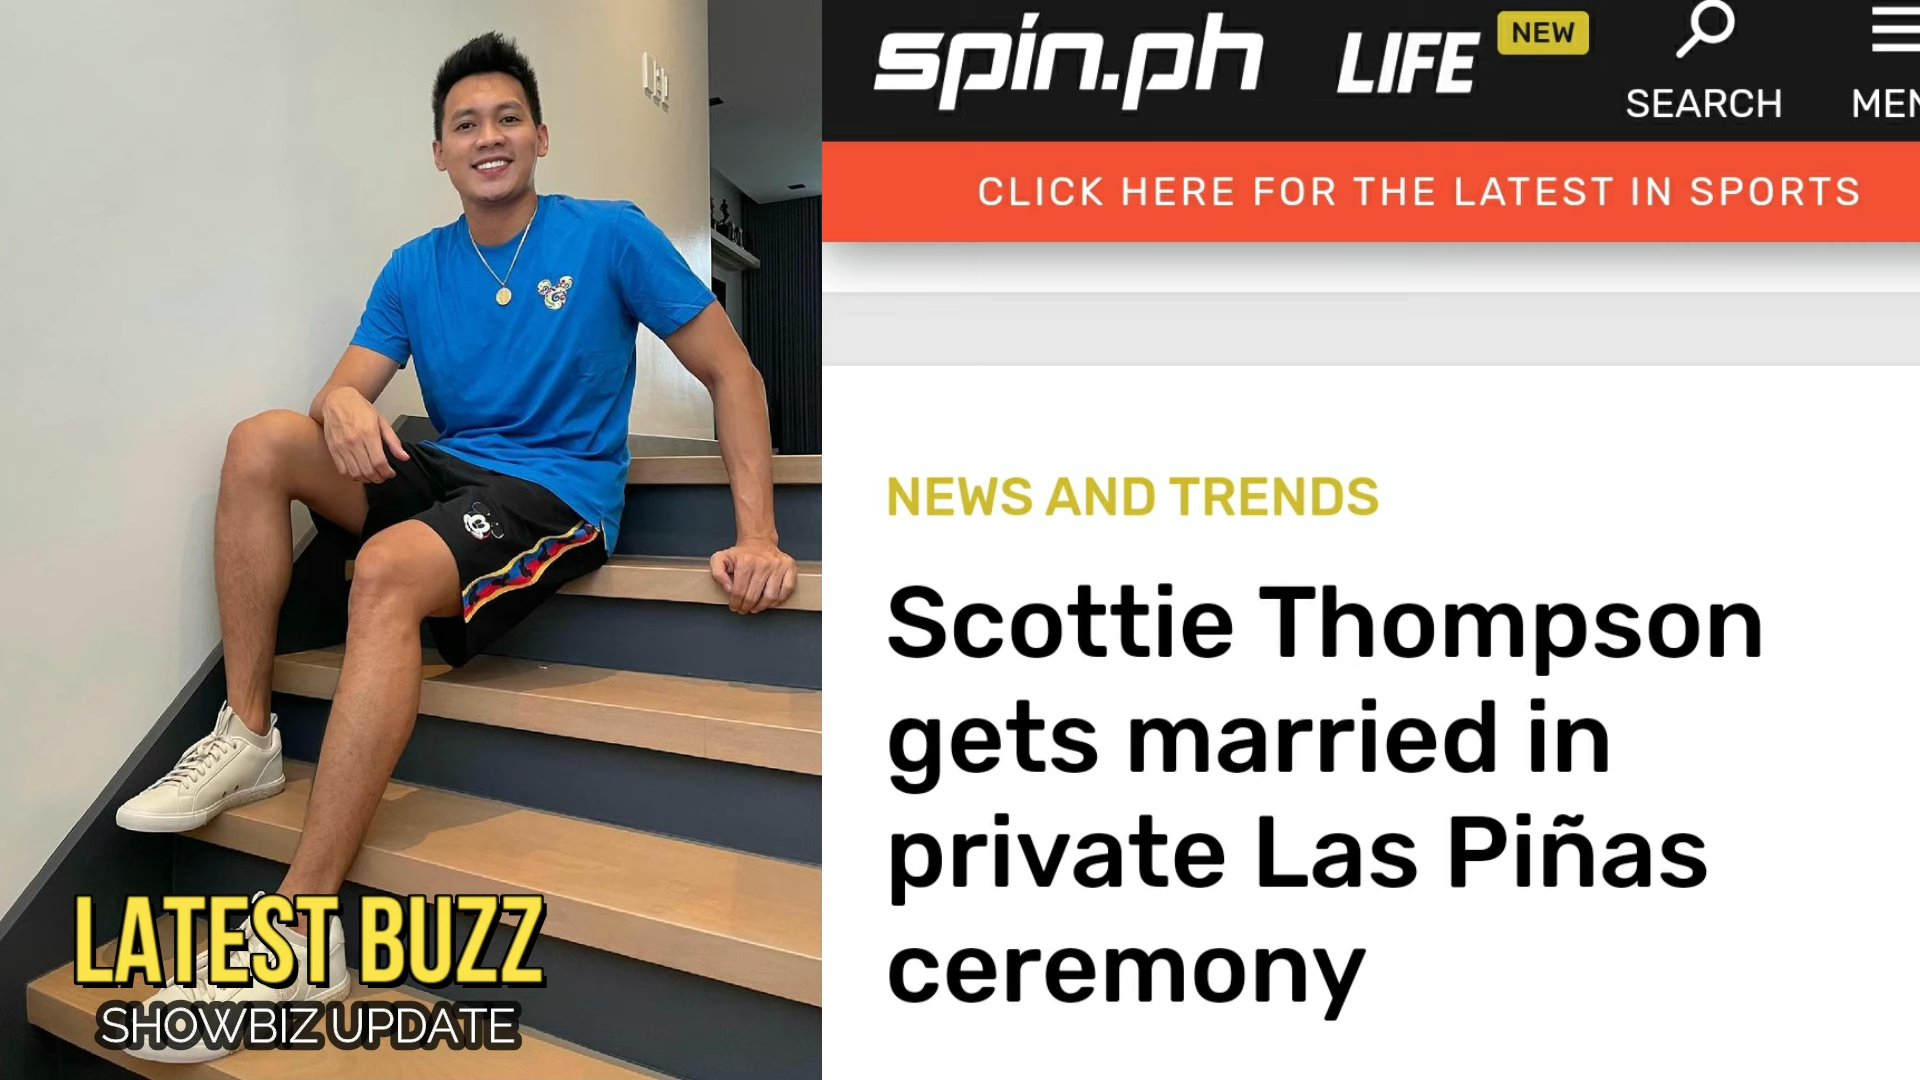 LATEST BUZZ
SHOWBIZ UPDATE
spin.ph LIFE NEW
SEARCH
MEN
CLICK HERE FOR THE LATEST IN SPORTS
NEWS AND TRENDS
Scottie Thompson
gets married in
private Las Piñas
ceremony